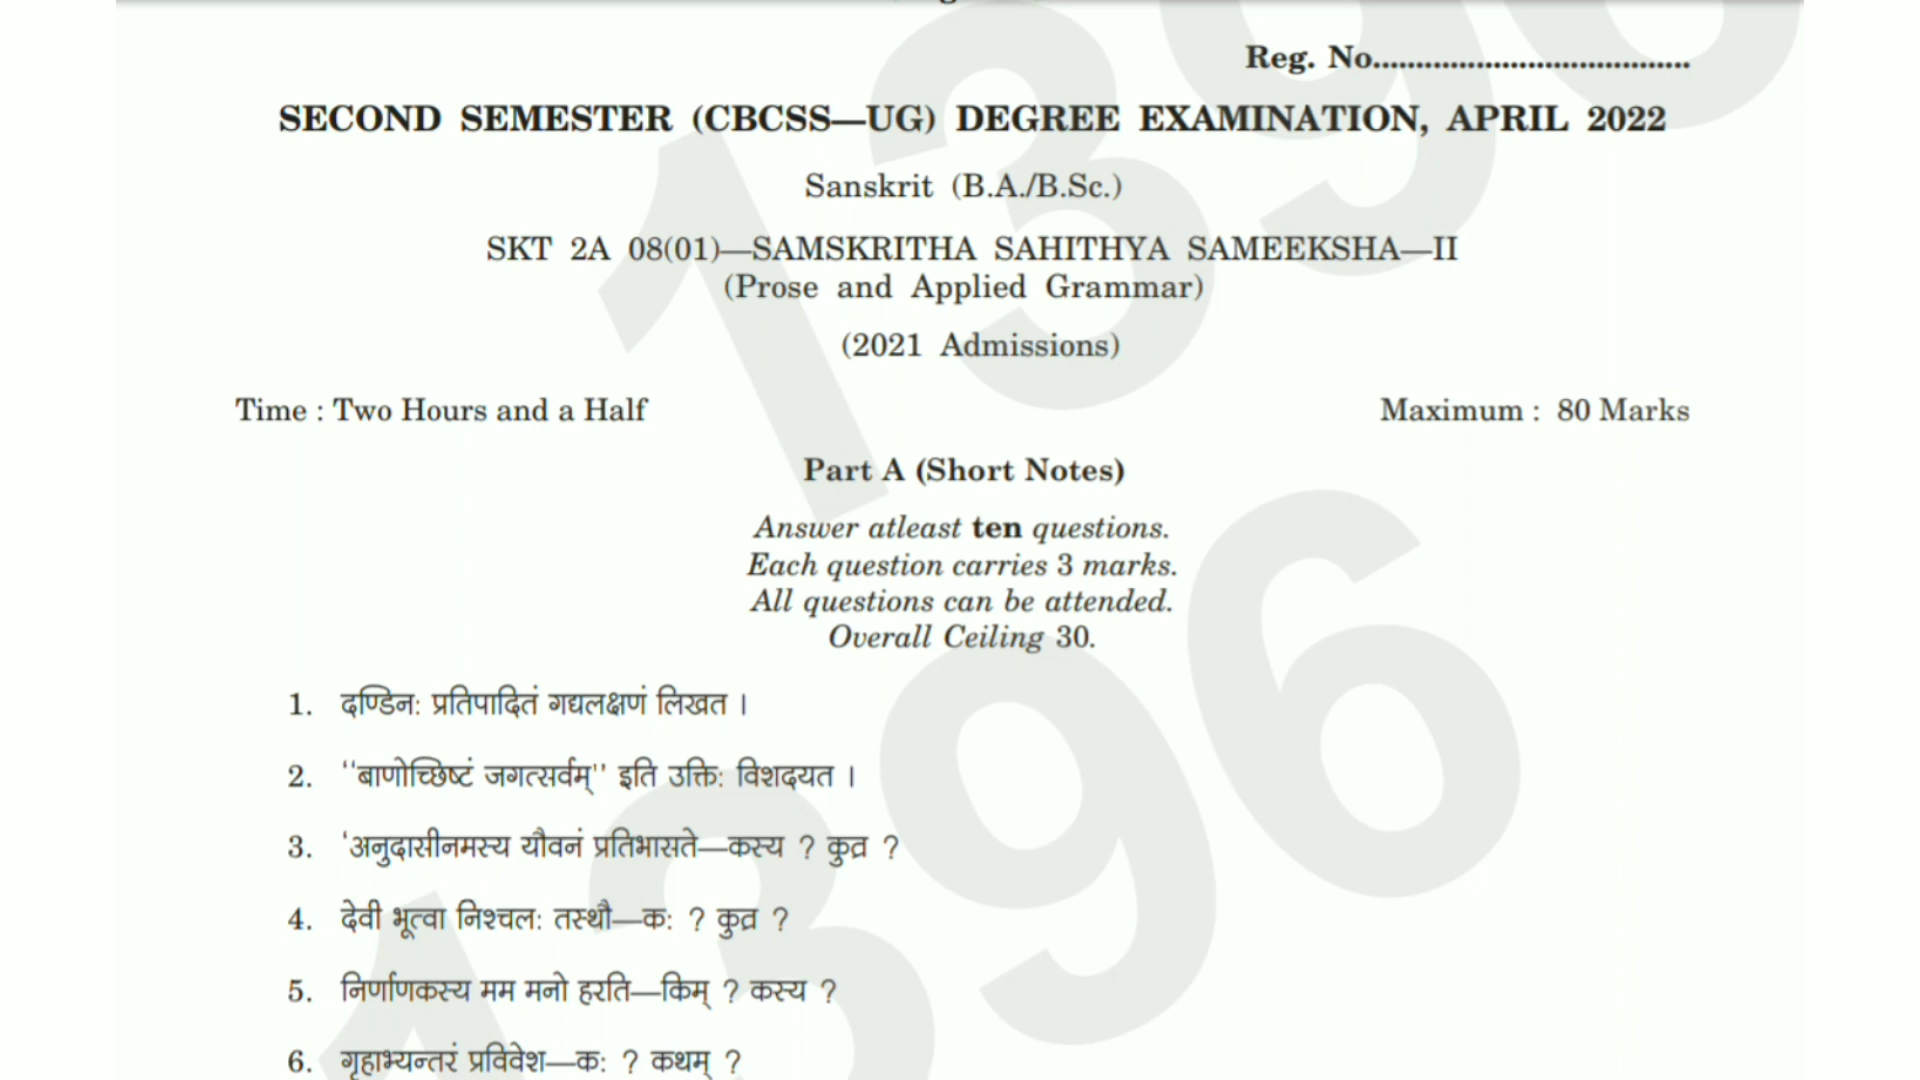 Reg. No.....................................
SECOND SEMESTER (CBCSS—UG) DEGREE EXAMINATION, APRIL 2022
Sanskrit (B.A./B.Sc.)
SKT 2A 08(01)—SAMSKRITHA SAHITHYA SAMEEKSHA—II
(Prose and Applied Grammar)
(2021 Admissions)
Time : Two Hours and a Half Maximum : 80 Marks
Part A (Short Notes)
Answer atleast ten questions.
Each question carries 3 marks.
All questions can be attended.
Overall Ceiling 30.
1. दण्डिनः प्रतिपादितं गद्यलक्षणं लिखत ।
2. ''बाणोच्छिष्टं जगत्सर्वम्'' इति उक्तिः विशदयत ।
3. 'अनुदासीनमस्य यौवनं प्रतिभासते—कस्य ? कुत्र ?
4. देवी भूत्वा निश्चलः तस्थौ—कः ? कुत्र ?
5. निर्णाणकस्य मम मनो हरति—किम् ? कस्य ?
6. गृहाभ्यन्तरं प्रविवेश—कः ? कथम् ?
1396
1396